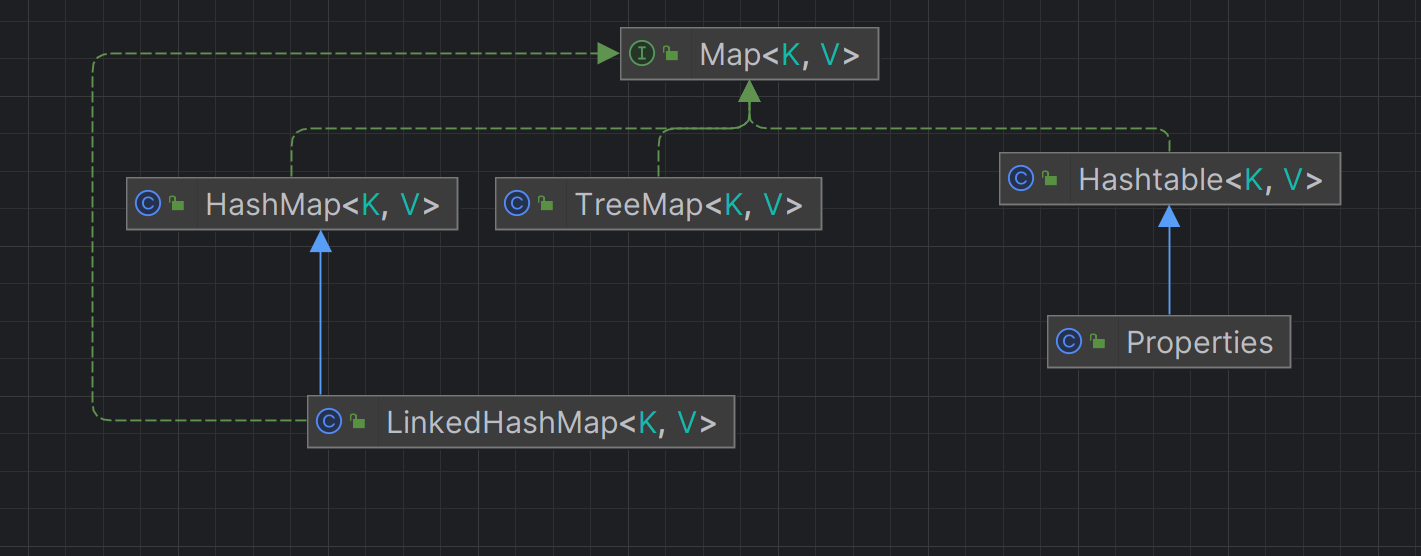 Map<K, V>
HashMap<K, V>
TreeMap<K, V>
Hashtable<K, V>
Properties
LinkedHashMap<K, V>